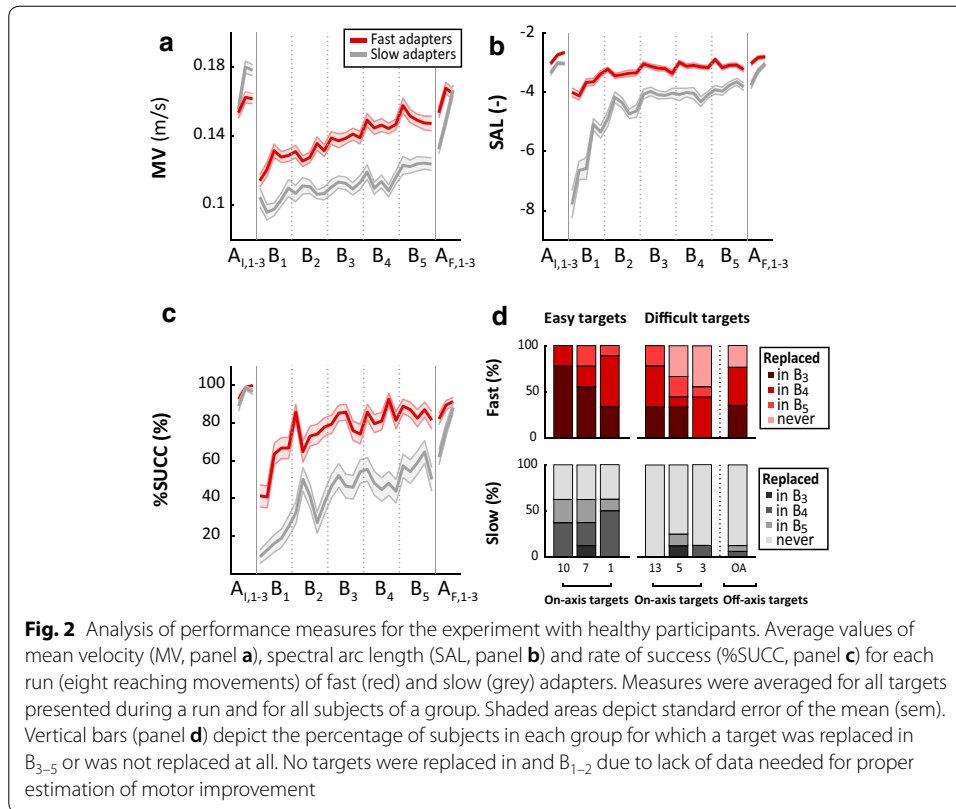 a
Fast adapters
Slow adapters
0.18
0.14
0.1
MV (m/s)
A_I,1-3 B_1 B_2 B_3 B_4 B_5 A_F,1-3
b
-2
-4
-6
-8
SAL (-)
A_I,1-3 B_1 B_2 B_3 B_4 B_5 A_F,1-3
c
100
80
60
40
20
%SUCC (%)
A_I,1-3 B_1 B_2 B_3 B_4 B_5 A_F,1-3
d
Easy targets Difficult targets
100
50
0
Fast (%)
Replaced
in B_3
in B_4
in B_5
never
100
50
0
Slow (%)
Replaced
in B_3
in B_4
in B_5
never
10 7 1 13 5 3 OA
On-axis targets On-axis targets Off-axis targets
Fig. 2 Analysis of performance measures for the experiment with healthy participants. Average values of
mean velocity (MV, panel a), spectral arc length (SAL, panel b) and rate of success (%SUCC, panel c) for each
run (eight reaching movements) of fast (red) and slow (grey) adapters. Measures were averaged for all targets
presented during a run and for all subjects of a group. Shaded areas depict standard error of the mean (sem).
Vertical bars (panel d) depict the percentage of subjects in each group for which a target was replaced in
B_3–5 or was not replaced at all. No targets were replaced in and B_1–2 due to lack of data needed for proper
estimation of motor improvement